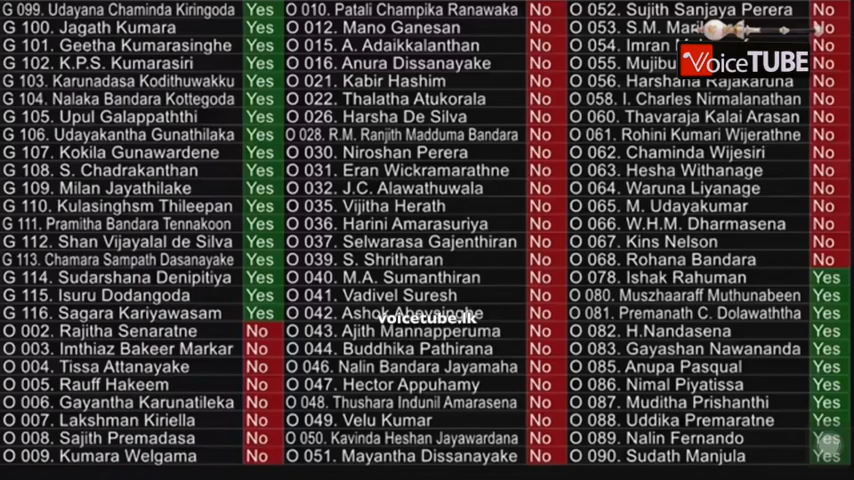 G 099. Udayana Chaminda Kiringoda Yes
G 100. Jagath Kumara Yes
G 101. Geetha Kumarasinghe Yes
G 102. K.P.S. Kumarasiri Yes
G 103. Karunadasa Kodithuwakku Yes
G 104. Nalaka Bandara Kottegoda Yes
G 105. Upul Galappaththi Yes
G 106. Udayakantha Gunathilaka Yes
G 107. Kokila Gunawardene Yes
G 108. S. Chadrakanthan Yes
G 109. Milan Jayathilake Yes
G 110. Kulasinghsm Thileepan Yes
G 111. Pramitha Bandara Tennakoon Yes
G 112. Shan Vijayalal de Silva Yes
G 113. Chamara Sampath Dasanayake Yes
G 114. Sudarshana Denipitiya Yes
G 115. Isuru Dodangoda Yes
G 116. Sagara Kariyawasam Yes
O 002. Rajitha Senaratne No
O 003. Imthiaz Bakeer Markar No
O 004. Tissa Attanayake No
O 005. Rauff Hakeem No
O 006. Gayantha Karunatileka No
O 007. Lakshman Kiriella No
O 008. Sajith Premadasa No
O 009. Kumara Welgama No
O 010. Patali Champika Ranawaka No
O 012. Mano Ganesan No
O 015. A. Adaikkalanthan No
O 016. Anura Dissanayake No
O 021. Kabir Hashim No
O 022. Thalatha Atukorala No
O 026. Harsha De Silva No
O 028. R.M. Ranjith Madduma Bandara No
O 030. Niroshan Perera No
O 031. Eran Wickramarathne No
O 032. J.C. Alawathuwala No
O 035. Vijitha Herath No
O 036. Harini Amarasuriya No
O 037. Selwarasa Gajenthiran No
O 039. S. Shritharan No
O 040. M.A. Sumanthiran No
O 041. Vadivel Suresh No
O 042. Ashok No
voicetube.lk
O 043. Ajith Mannapperuma No
O 044. Buddhika Pathirana No
O 046. Nalin Bandara Jayamaha No
O 047. Hector Appuhamy No
O 048. Thushara Indunil Amarasena No
O 049. Velu Kumar No
O 050. Kavinda Heshan Jayawardana No
O 051. Mayantha Dissanayake No
O 052. Sujith Sanjaya Perera No
O 053. S.M.
O 054. Imran No
VoiceTUBE
O 055. Mujibu No
O 056. Harshana Rajakaruna No
O 058. I. Charles Nirmalanathan No
O 060. Thavaraja Kalai Arasan No
O 061. Rohini Kumari Wijerathne No
O 062. Chaminda Wijesiri No
O 063. Hesha Withanage No
O 064. Waruna Liyanage No
O 065. M. Udayakumar No
O 066. W.H.M. Dharmasena No
O 067. Kins Nelson No
O 068. Rohana Bandara No
O 078. Ishak Rahuman Yes
O 080. Muszhaaraff Muthunabeen Yes
O 081. Premanath C. Dolawaththa Yes
O 082. H.Nandasena Yes
O 083. Gayashan Nawananda Yes
O 085. Anupa Pasqual Yes
O 086. Nimal Piyatissa Yes
O 087. Muditha Prishanthi Yes
O 088. Uddika Premaratne Yes
O 089. Nalin Fernando Yes
O 090. Sudath Manjula Yes